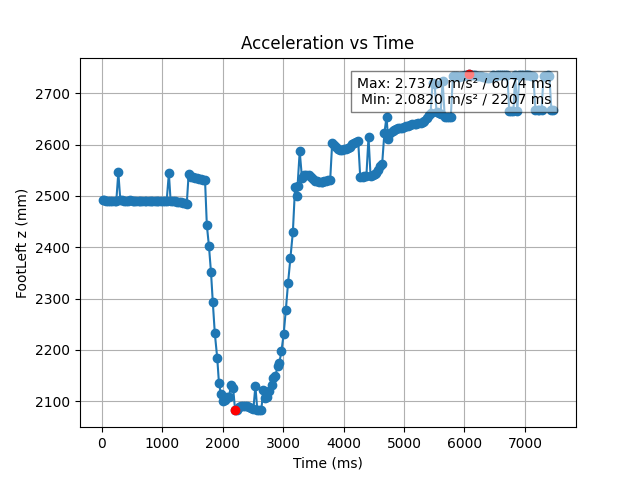 Acceleration vs Time
Max: 2.7370 m/s² / 6074 ms
Min: 2.0820 m/s² / 2207 ms
FootLeft z (mm)
2700
2600
2500
2400
2300
2200
2100
0 1000 2000 3000 4000 5000 6000 7000
Time (ms)